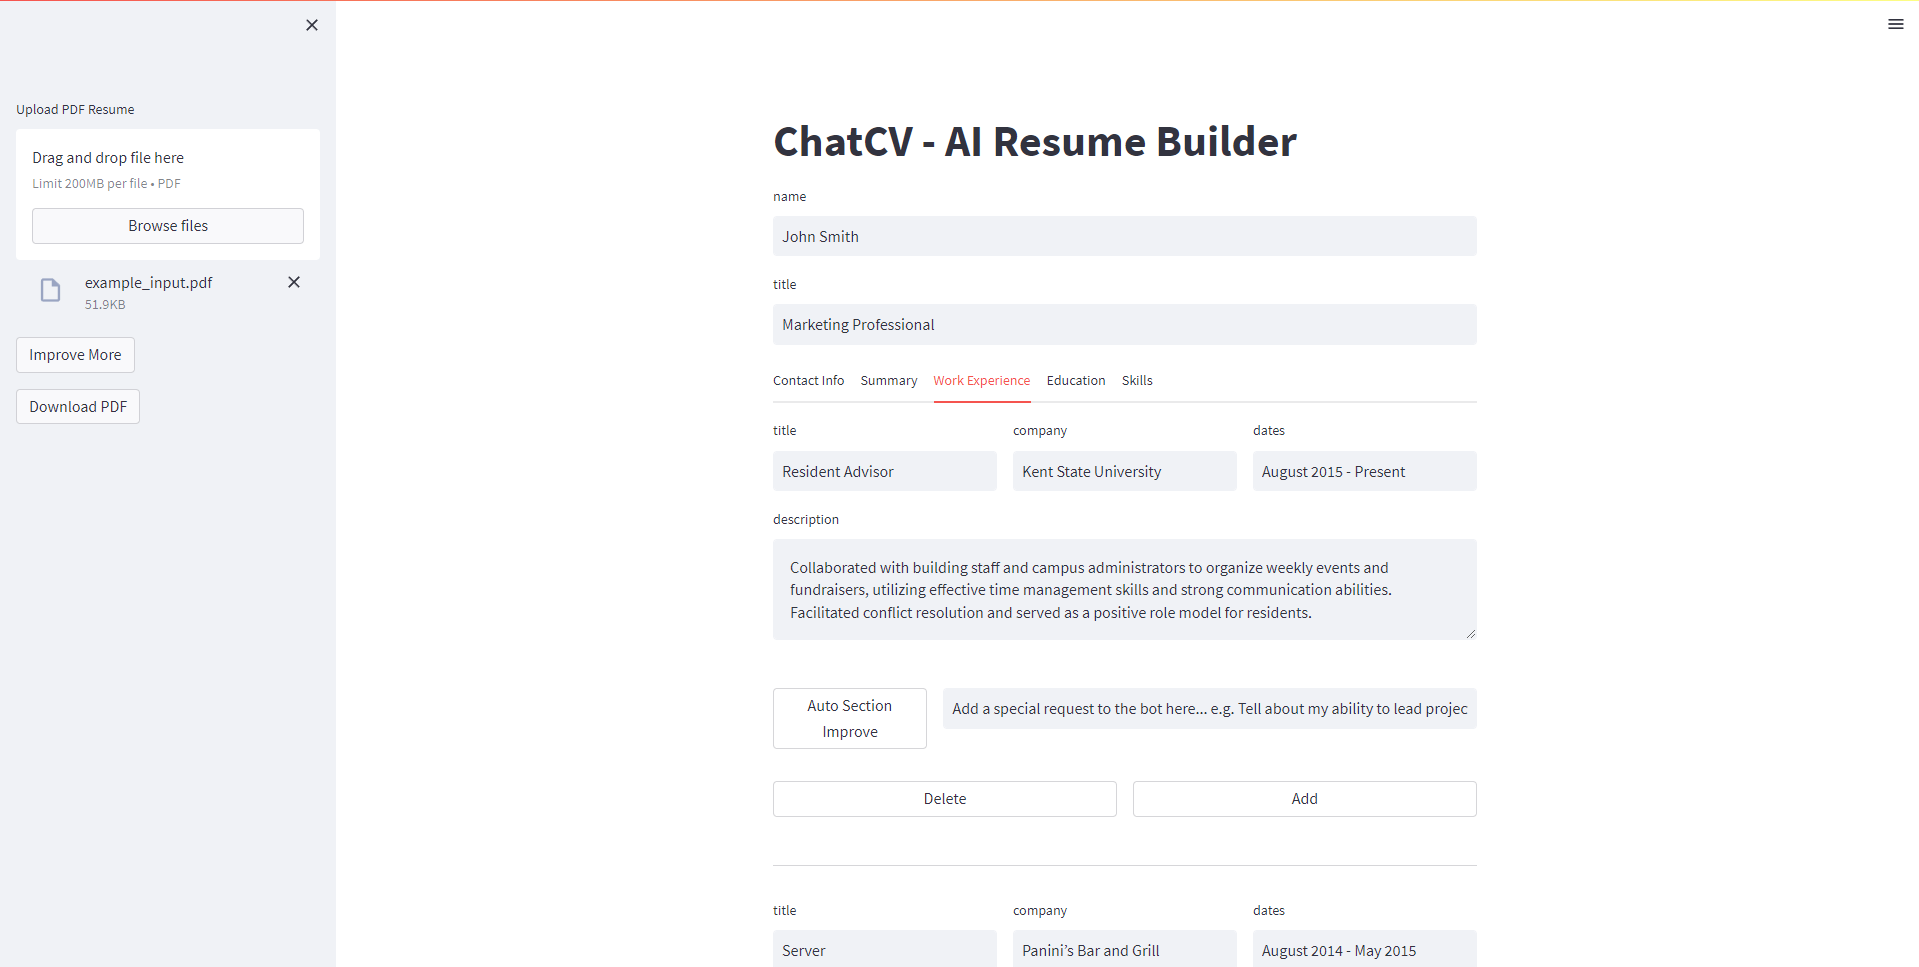 Upload PDF Resume
Drag and drop file here
Limit 200MB per file • PDF
Browse files
example_input.pdf
51.9KB
Improve More
Download PDF
ChatCV - AI Resume Builder
name
John Smith
title
Marketing Professional
Contact Info Summary Work Experience Education Skills
title company dates
Resident Advisor Kent State University August 2015 - Present
description
Collaborated with building staff and campus administrators to organize weekly events and
fundraisers, utilizing effective time management skills and strong communication abilities.
Facilitated conflict resolution and served as a positive role model for residents.
Auto Section
Improve
Add a special request to the bot here... e.g. Tell about my ability to lead projec
Delete Add
title company dates
Server Panini’s Bar and Grill August 2014 - May 2015